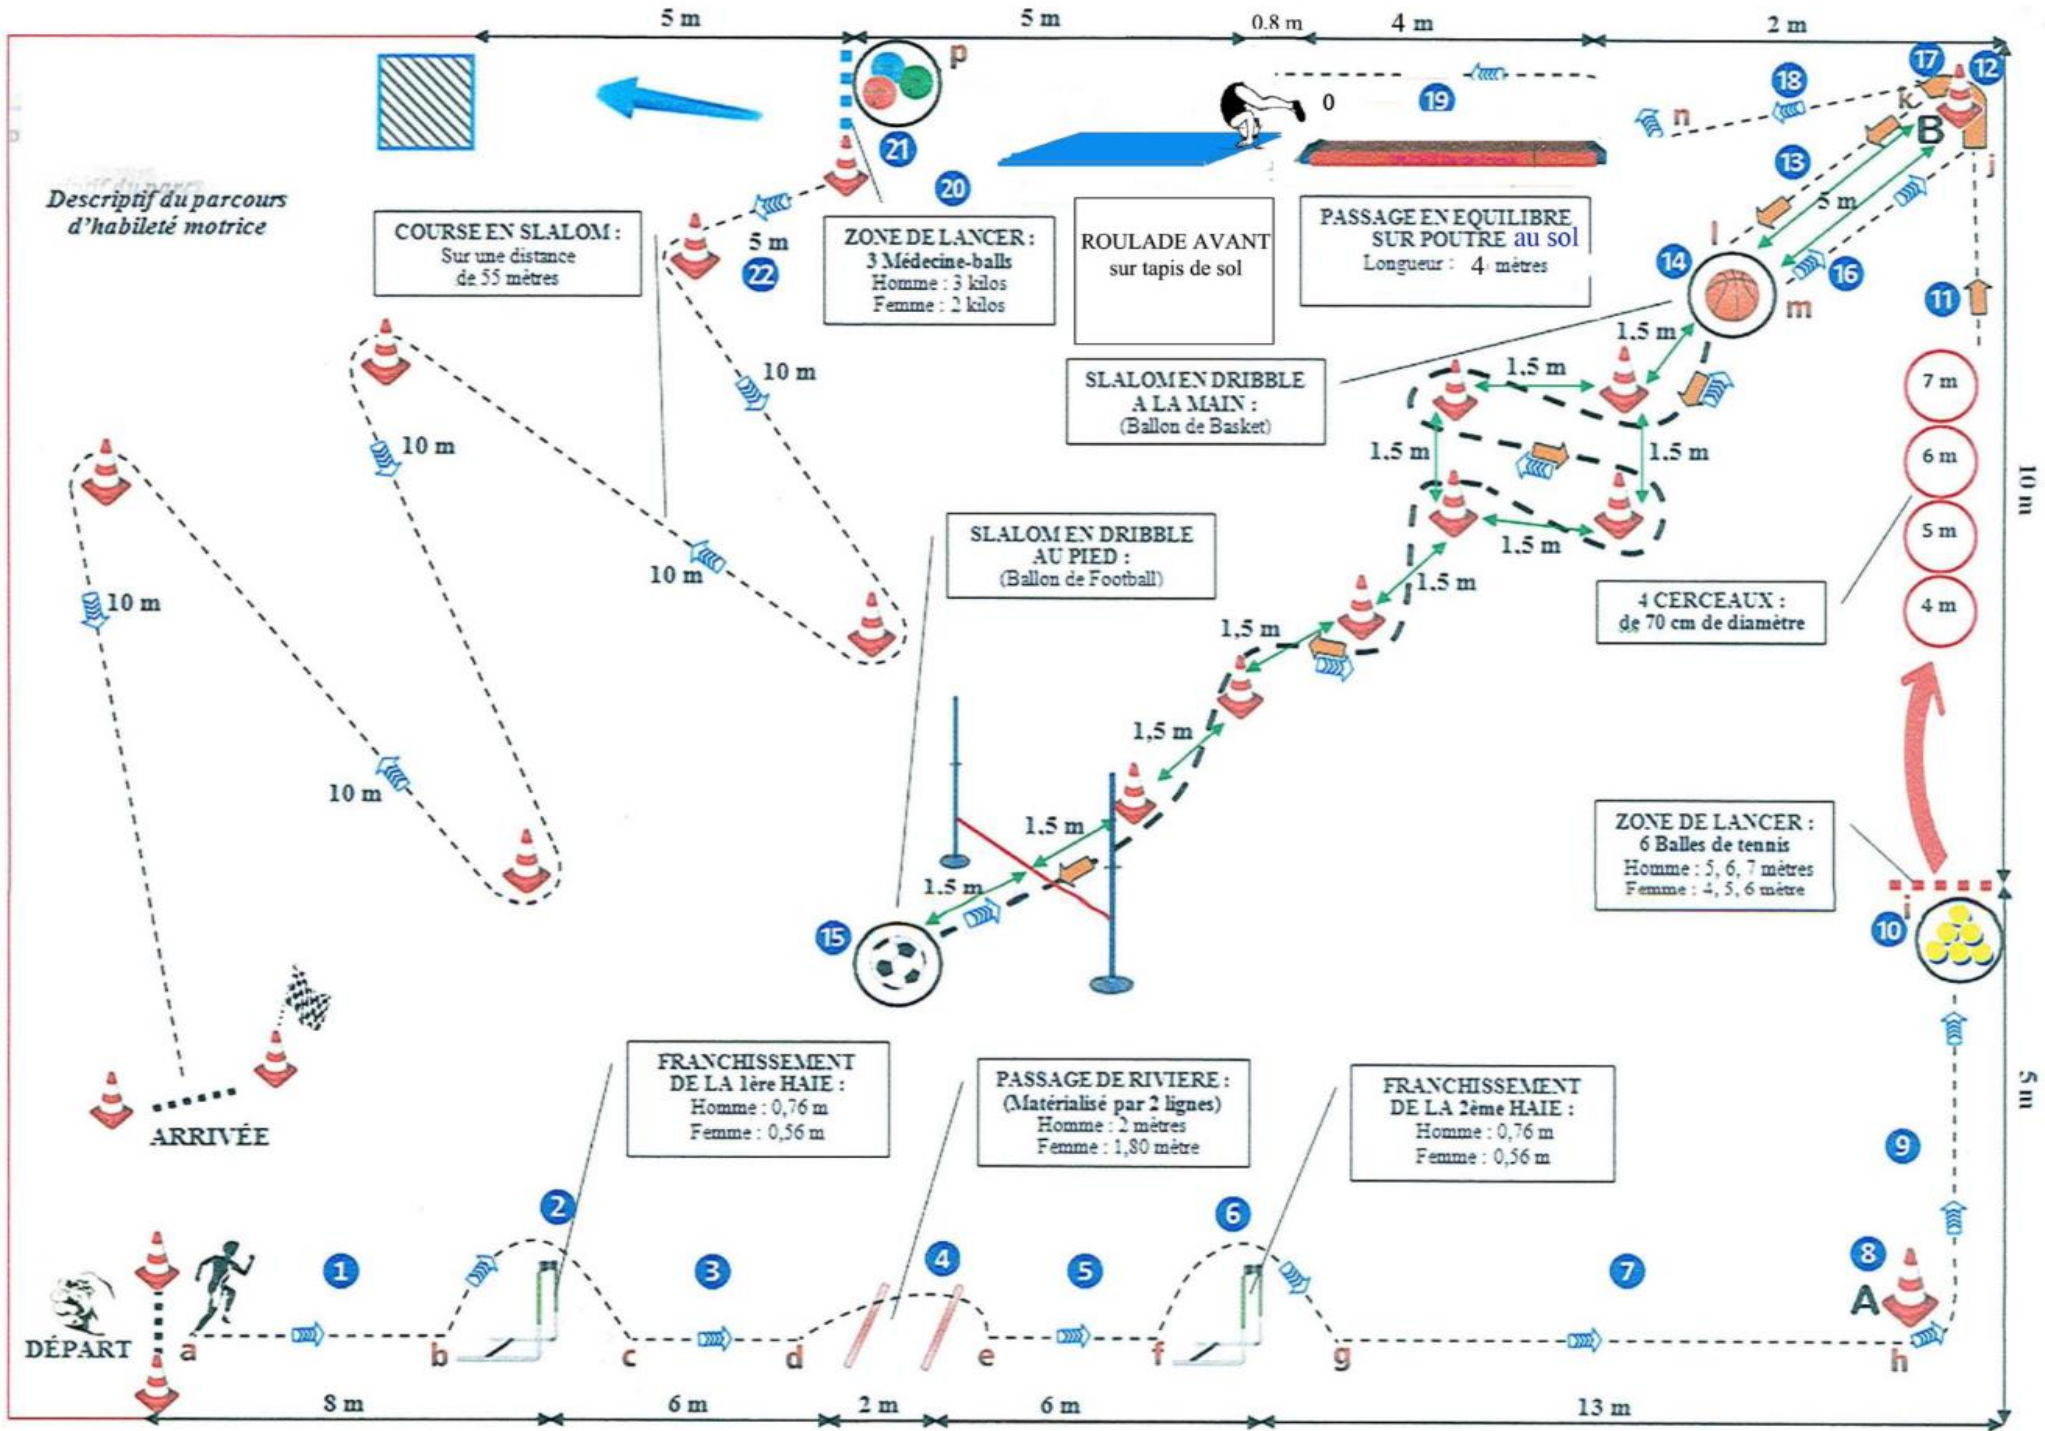 5 m
5 m
0.8 m
4 m
2 m
p
0
19
18
17
12
k
n
B
j
13
21
20
5 m
Descriptif du parcours
d'habileté motrice
COURSE EN SLALOM :
Sur une distance
de 55 mètres
5 m
22
ZONE DE LANCER :
3 Médecine-balls
Homme : 3 kilos
Femme : 2 kilos
ROULADE AVANT
sur tapis de sol
PASSAGE EN EQUILIBRE
SUR POUTRE au sol
Longueur : 4 mètres
l
14
16
m
11
1.5 m
10 m
SLALOM EN DRIBBLE
A LA MAIN :
(Ballon de Basket)
1.5 m
7 m
10 m
1.5 m
1.5 m
6 m
10 m
SLALOM EN DRIBBLE
AU PIED :
(Ballon de Football)
1.5 m
5 m
10 m
10 m
1.5 m
4 CERCEAUX :
de 70 cm de diamètre
4 m
1,5 m
1,5 m
10 m
1.5 m
ZONE DE LANCER :
6 Balles de tennis
Homme : 5, 6, 7 mètres
Femme : 4, 5, 6 mètre
1.5 m
15
i
10
FRANCHISSEMENT
DE LA 1ère HAIE :
Homme : 0,76 m
Femme : 0,56 m
PASSAGE DE RIVIERE :
(Matérialisé par 2 lignes)
Homme : 2 mètres
Femme : 1,80 mètre
FRANCHISSEMENT
DE LA 2ème HAIE :
Homme : 0,76 m
Femme : 0,56 m
5 m
ARRIVÉE
9
2
6
1
3
4
5
7
8
A
DÉPART
a
b
c
d
e
f
g
h
8 m
6 m
2 m
6 m
13 m